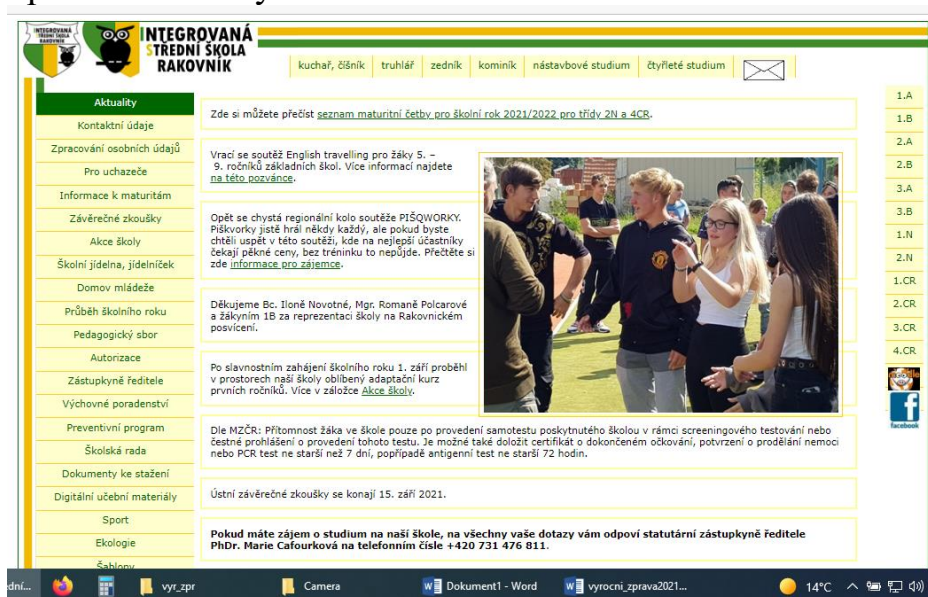 INTEGROVANÁ
STŘEDNÍ ŠKOLA
RAKOVNÍK
INTEGROVANÁ
STŘEDNÍ ŠKOLA
RAKOVNÍK
kuchař, číšník truhlář zedník kominík nástavbové studium čtyřleté studium
Aktuality
Kontaktní údaje
Zpracování osobních údajů
Pro uchazeče
Informace k maturitám
Závěrečné zkoušky
Akce školy
Školní jídelna, jídelníček
Domov mládeže
Průběh školního roku
Pedagogický sbor
Autorizace
Zástupkyně ředitele
Výchovné poradenství
Preventivní program
Školská rada
Dokumenty ke stažení
Digitální učební materiály
Sport
Ekologie
Šablony
Zde si můžete přečíst seznam maturitní četby pro školní rok 2021/2022 pro třídy 2N a 4CR.
Vrací se soutěž English travelling pro žáky 5. –
9. ročníků základních škol. Více informací najdete
na této pozvánce.
Opět se chystá regionální kolo soutěže PIŠQWORKY.
Piškvorky jistě hrál někdy každý, ale pokud byste
chtěli uspět v této soutěži, kde na nejlepší účastníky
čekají pěkné ceny, bez tréninku to nepůjde. Přečtěte si
zde informace pro zájemce.
Děkujeme Bc. Iloně Novotné, Mgr. Romaně Polcarové
a žákyním 1B za reprezentaci školy na Rakovnickém
posvícení.
Po slavnostním zahájení školního roku 1. září proběhl
v prostorech naší školy oblíbený adaptační kurz
prvních ročníků. Více v záložce Akce školy.
Dle MZČR: Přítomnost žáka ve škole pouze po provedení samotestu poskytnutého školou v rámci screeningového testování nebo
čestné prohlášení o provedení tohoto testu. Je možné také doložit certifikát o dokončeném očkování, potvrzení o prodělání nemoci
nebo PCR test ne starší než 7 dní, popřípadě antigenní test ne starší 72 hodin.
Ústní závěrečné zkoušky se konají 15. září 2021.
Pokud máte zájem o studium na naší škole, na všechny vaše dotazy vám odpoví statutární zástupkyně ředitele
PhDr. Marie Cafourková na telefonním čísle +420 731 476 811.
1.A
1.B
2.A
2.B
3.A
3.B
1.N
2.N
1.CR
2.CR
3.CR
4.CR
facebook
vyr_zpr Camera Dokument1 - Word vyrocni_zprava2021... 14°C